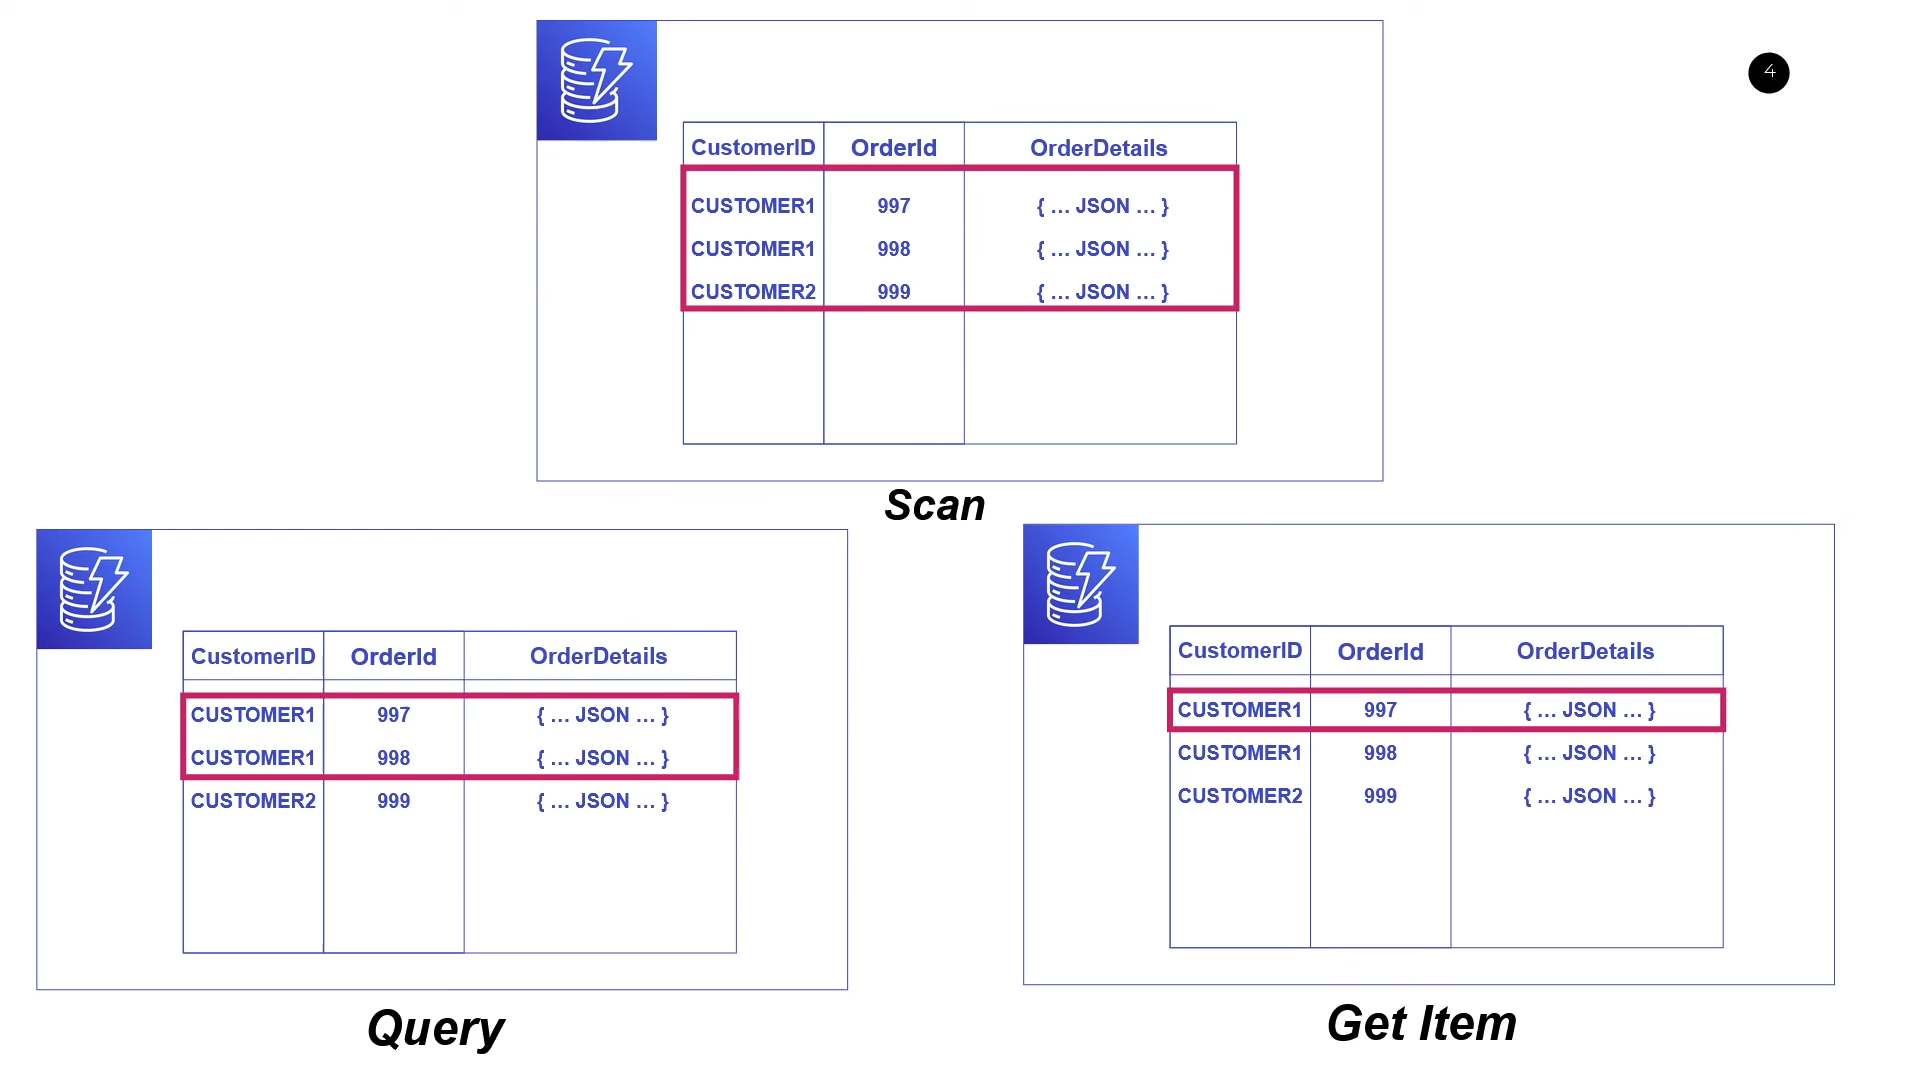 4
CustomerID OrderId OrderDetails
CUSTOMER1 997 { ... JSON ... }
CUSTOMER1 998 { ... JSON ... }
CUSTOMER2 999 { ... JSON ... }
Scan
CustomerID OrderId OrderDetails
CUSTOMER1 997 { ... JSON ... }
CUSTOMER1 998 { ... JSON ... }
CUSTOMER2 999 { ... JSON ... }
Query
CustomerID OrderId OrderDetails
CUSTOMER1 997 { ... JSON ... }
CUSTOMER1 998 { ... JSON ... }
CUSTOMER2 999 { ... JSON ... }
Get Item